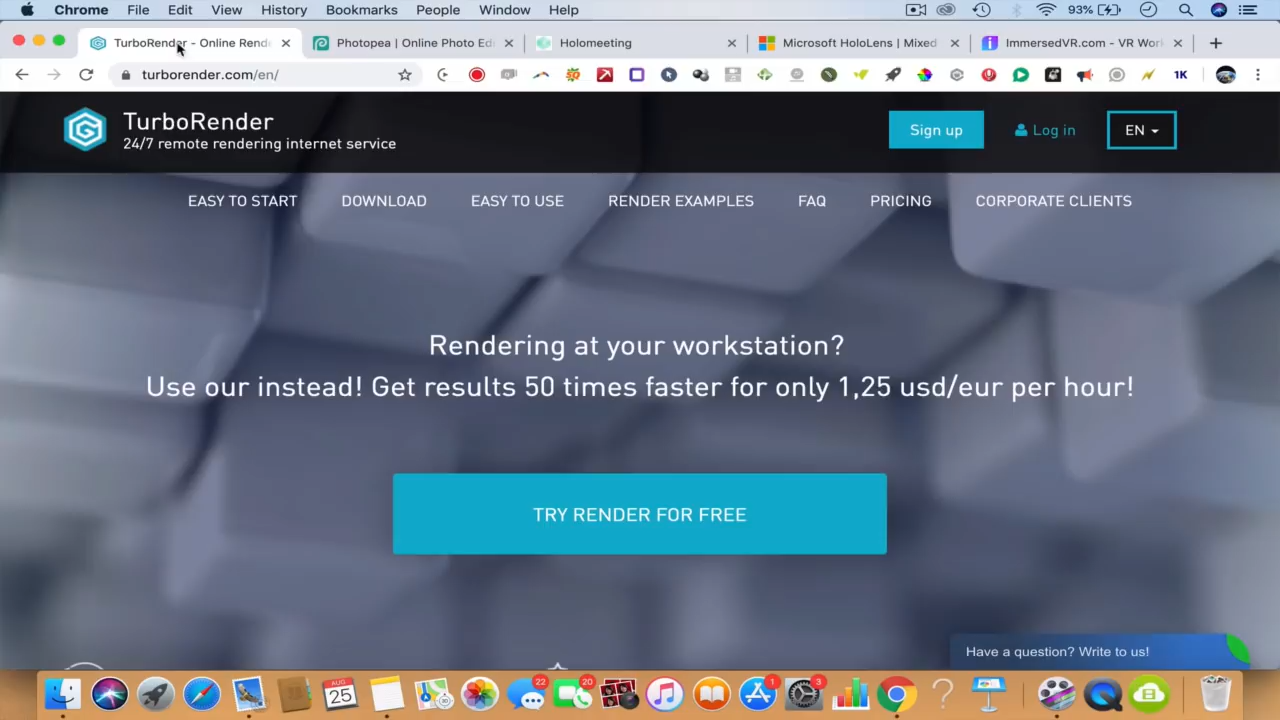 Chrome File Edit View History Bookmarks People Window Help 93%
TurboRender - Online Rend Photopea | Online Photo Edi Holomeeting Microsoft HoloLens | Mixed ImmersedVR.com - VR Work
turborender.com/en/ 1K
TurboRender
24/7 remote rendering internet service
Sign up Log in EN
EASY TO START DOWNLOAD EASY TO USE RENDER EXAMPLES FAQ PRICING CORPORATE CLIENTS
Rendering at your workstation?
Use our instead! Get results 50 times faster for only 1,25 usd/eur per hour!
TRY RENDER FOR FREE
Have a question? Write to us!
AUG 22 20 1 3
25